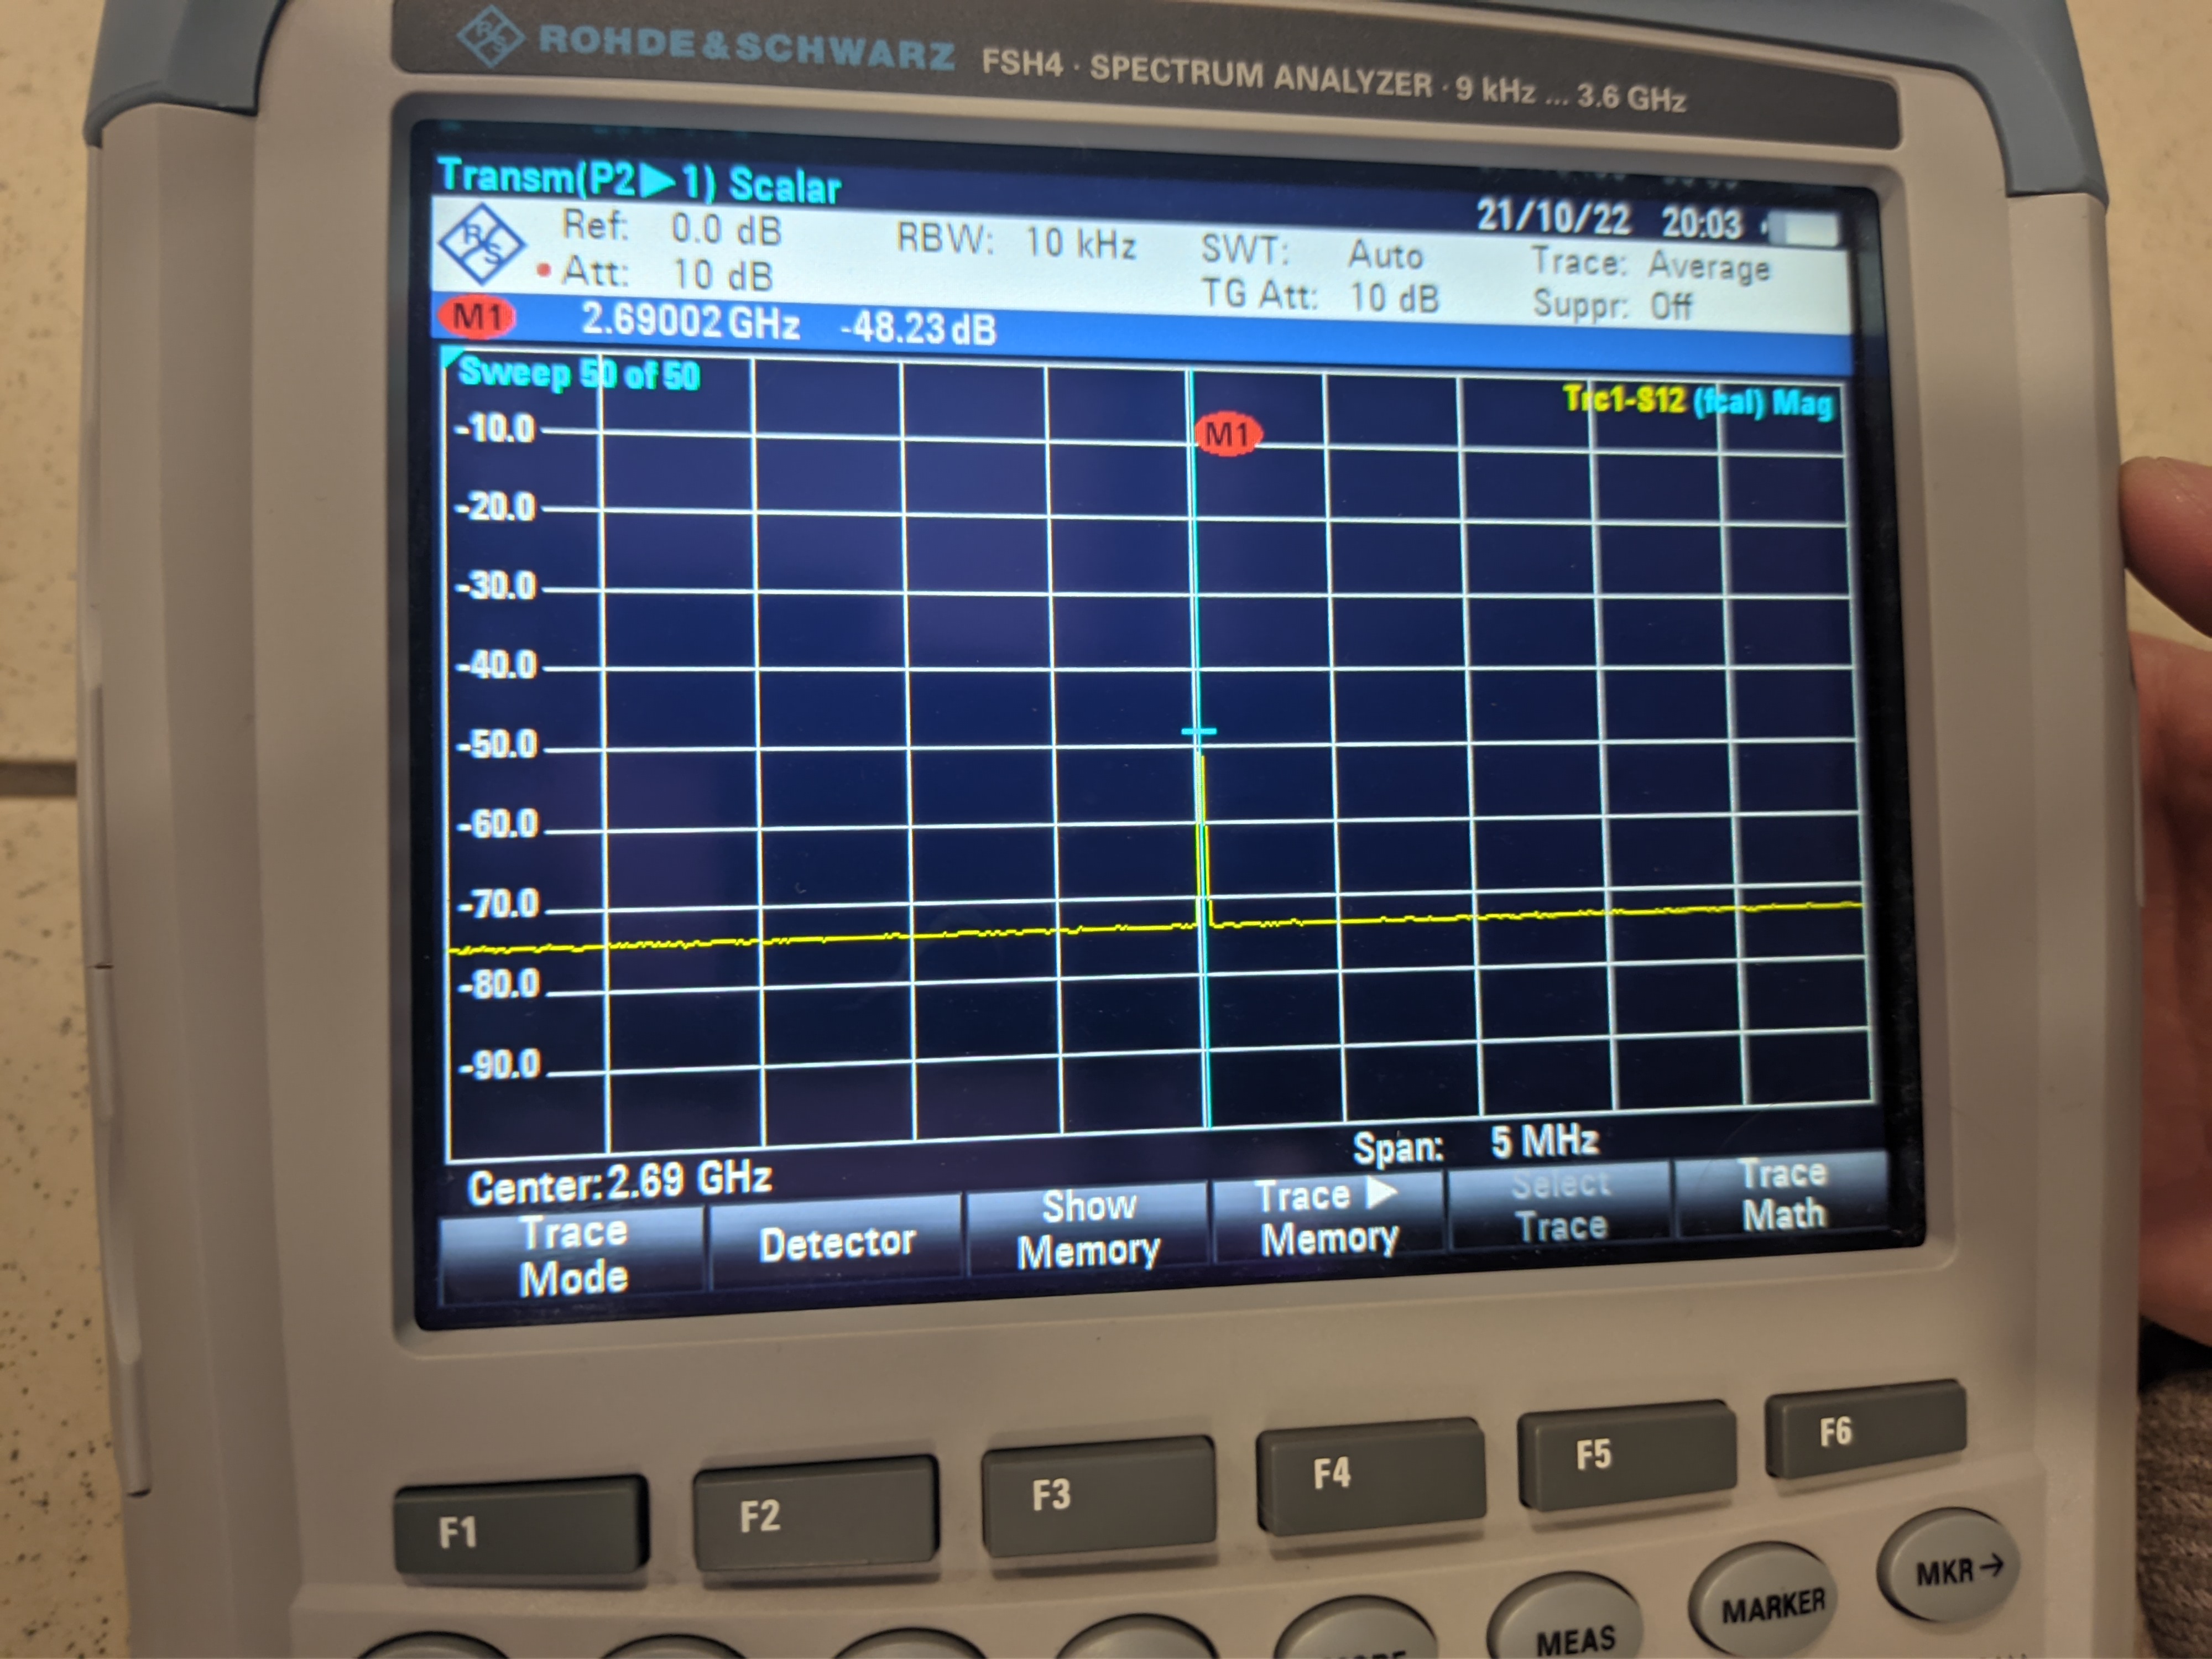 ROHDE & SCHWARZ FSH4 · SPECTRUM ANALYZER · 9 kHz ... 3.6 GHz
Transm(P2▶1) Scalar
21/10/22 20:03
Ref: 0.0 dB RBW: 10 kHz SWT: Auto Trace: Average
• Att: 10 dB TG Att: 10 dB Suppr: Off
M1 2.69002 GHz -48.23 dB
Sweep 50 of 50
Trc1-S12 (fcal) Mag
-10.0
M1
-20.0
-30.0
-40.0
-50.0
-60.0
-70.0
-80.0
-90.0
Center: 2.69 GHz Span: 5 MHz
Trace Mode
Detector
Show Memory
Trace ▶ Memory
Select Trace
Trace Math
F1 F2 F3 F4 F5 F6
MEAS MARKER MKR→